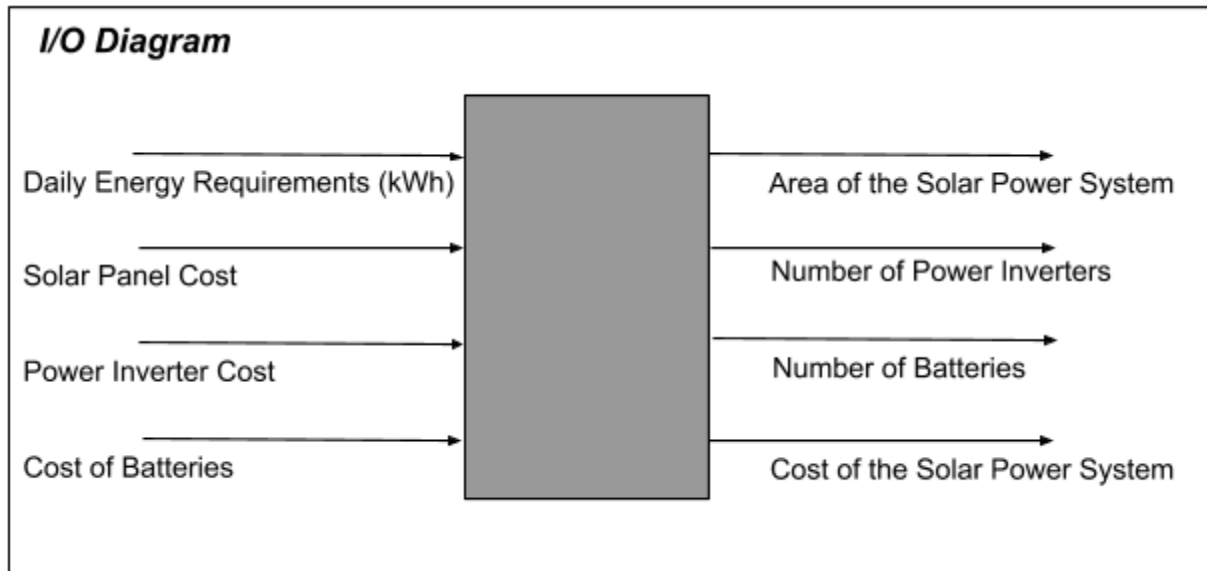 I/O Diagram
Daily Energy Requirements (kWh)
Solar Panel Cost
Power Inverter Cost
Cost of Batteries
Area of the Solar Power System
Number of Power Inverters
Number of Batteries
Cost of the Solar Power System